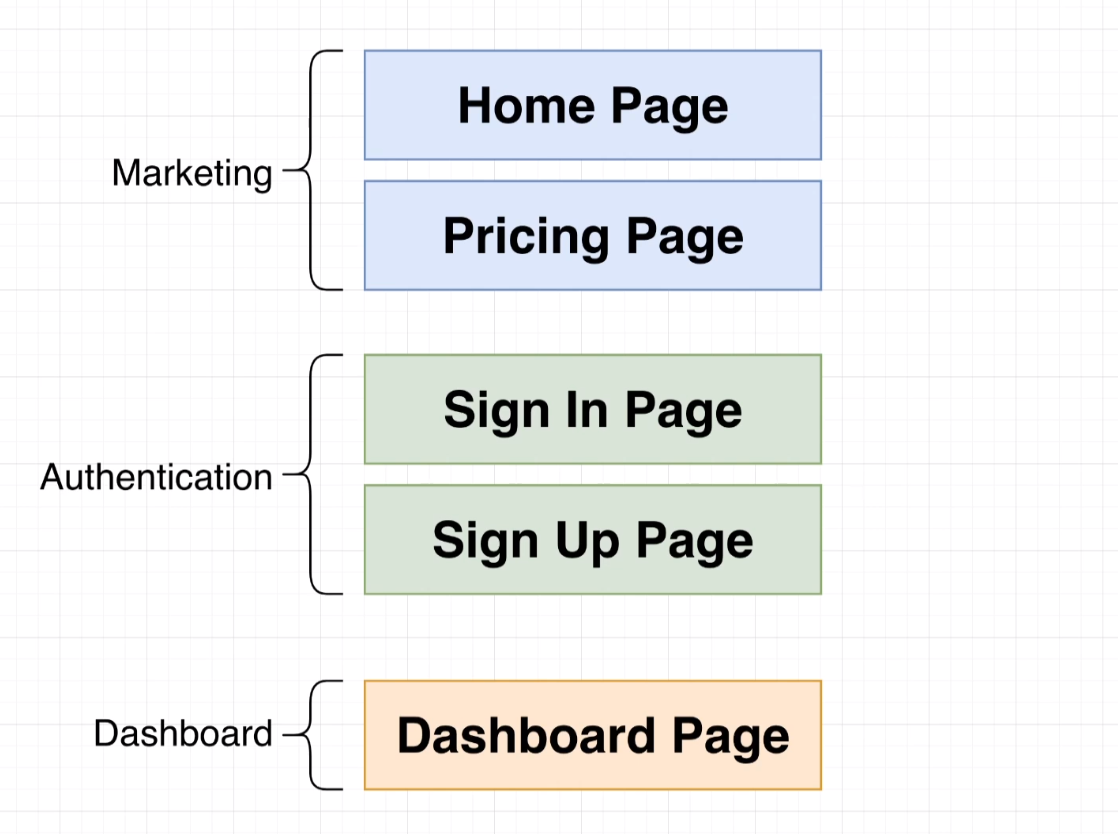 Home Page
Marketing
Pricing Page
Sign In Page
Authentication
Sign Up Page
Dashboard
Dashboard Page